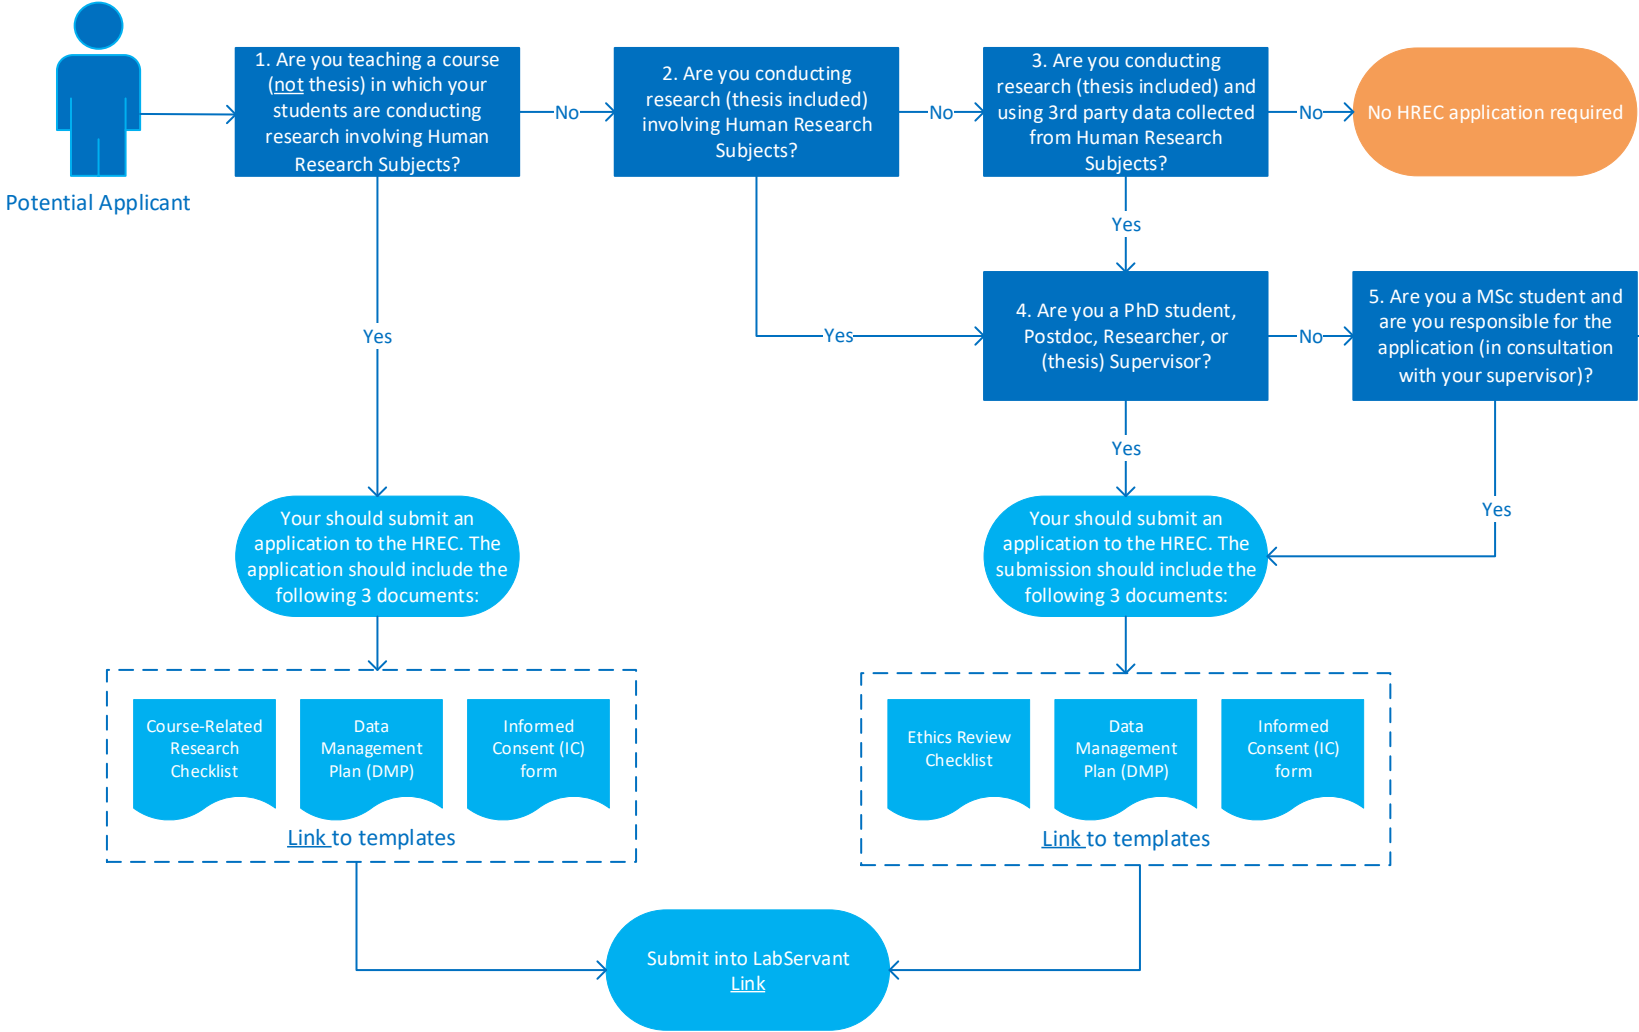 Potential Applicant
1. Are you teaching a course
(not thesis) in which your
students are conducting
research involving Human
Research Subjects?
No
2. Are you conducting
research (thesis included)
involving Human Research
Subjects?
No
3. Are you conducting
research (thesis included) and
using 3rd party data collected
from Human Research
Subjects?
No
No HREC application required
Yes
Yes
Yes
4. Are you a PhD student,
Postdoc, Researcher, or
(thesis) Supervisor?
No
5. Are you a MSc student and
are you responsible for the
application (in consultation
with your supervisor)?
Yes
Yes
Your should submit an
application to the HREC. The
application should include the
following 3 documents:
Your should submit an
application to the HREC. The
submission should include the
following 3 documents:
Course-Related
Research
Checklist
Data
Management
Plan (DMP)
Informed
Consent (IC)
form
Link to templates
Ethics Review
Checklist
Data
Management
Plan (DMP)
Informed
Consent (IC)
form
Link to templates
Submit into LabServant
Link